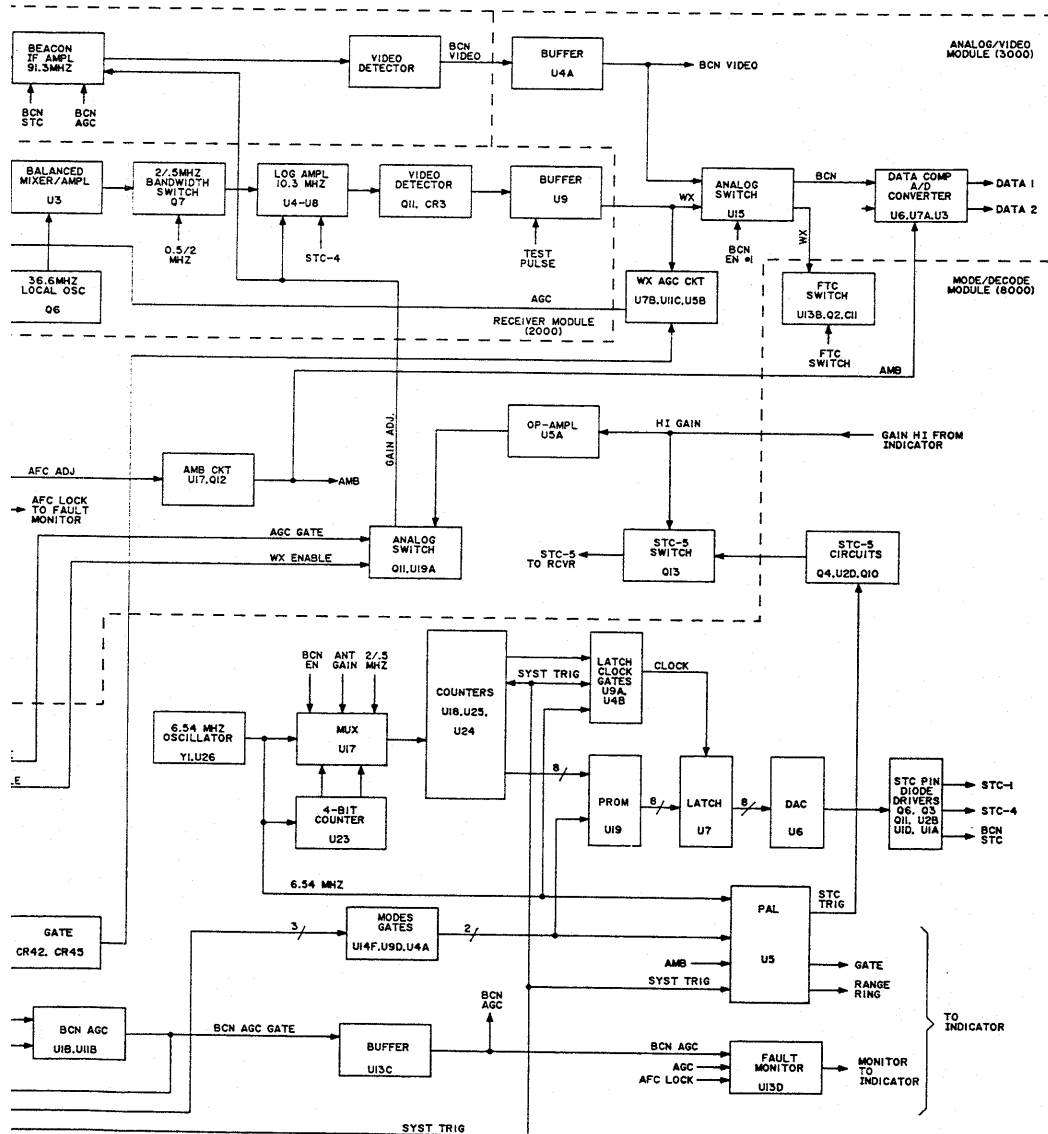 BEACON
IF AMPL
91.3MHZ
BCN
STC
BCN
AGC
VIDEO
DETECTOR
BCN
VIDEO
BUFFER
U4A
BCN VIDEO
ANALOG/VIDEO
MODULE (3000)
BALANCED
MIXER/AMPL
U3
2/.5MHZ
BANDWIDTH
SWITCH
Q7
0.5/2
MHZ
LOG AMPL
10.3 MHZ
U4-U8
STC-4
VIDEO
DETECTOR
Q11, CR3
BUFFER
U9
TEST
PULSE
WX
ANALOG
SWITCH
U15
BCN
EN #1
BCN
WX
DATA COMP
A/D
CONVERTER
U6,U7A,U3
DATA 1
DATA 2
36.6MHZ
LOCAL OSC
Q6
AGC
RECEIVER MODULE
(2000)
WX AGC CKT
U7B,U11C,U5B
FTC
SWITCH
U13B,Q2,C11
FTC
SWITCH
MODE/DECODE
MODULE (8000)
AMB
GAIN ADJ.
OP-AMPL
U5A
HI GAIN
GAIN HI FROM
INDICATOR
AFC ADJ
AMB CKT
U17,Q12
AMB
AFC LOCK
TO FAULT
MONITOR
AGC GATE
WX ENABLE
ANALOG
SWITCH
Q11,U19A
STC-5
TO RCVR
STC-5
SWITCH
Q13
STC-5
CIRCUITS
Q4,U2D,Q10
BCN
EN
ANT
GAIN
2/.5
MHZ
6.54 MHZ
OSCILLATOR
Y1,U26
MUX
U17
4-BIT
COUNTER
U23
COUNTERS
U18,U25,
U24
SYST TRIG
LATCH
CLOCK
GATES
U9A,
U4B
CLOCK
8
PROM
U19
8
LATCH
U7
8
DAC
U6
STC PIN
DIODE
DRIVERS
Q6, Q3
Q11, U2B
U1D, U1A
STC-1
STC-4
BCN
STC
6.54 MHZ
STC
TRIG
GATE
CR42, CR45
3
MODES
GATES
U14F,U9D,U4A
2
PAL
U5
AMB
SYST TRIG
GATE
RANGE
RING
BCN
AGC
TO
INDICATOR
BCN AGC
U1B,U11B
BCN AGC GATE
BUFFER
U13C
BCN AGC
AGC
AFC LOCK
FAULT
MONITOR
U13D
MONITOR
TO
INDICATOR
SYST TRIG